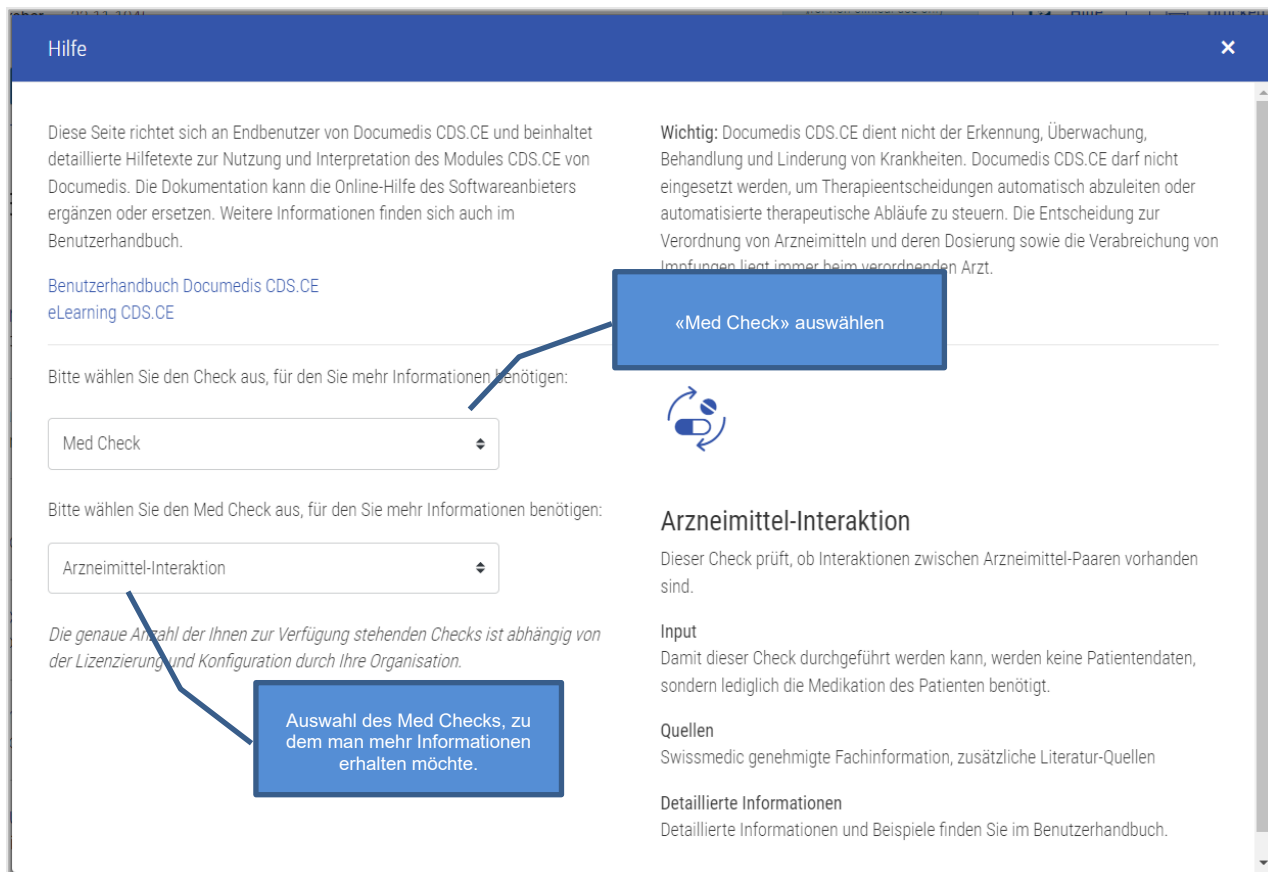 Hilfe
Diese Seite richtet sich an Endbenutzer von Documedis CDS.CE und beinhaltet
detaillierte Hilfetexte zur Nutzung und Interpretation des Modules CDS.CE von
Documedis. Die Dokumentation kann die Online-Hilfe des Softwareanbieters
ergänzen oder ersetzen. Weitere Informationen finden sich auch im
Benutzerhandbuch.
Benutzerhandbuch Documedis CDS.CE
eLearning CDS.CE
Wichtig: Documedis CDS.CE dient nicht der Erkennung, Überwachung,
Behandlung und Linderung von Krankheiten. Documedis CDS.CE darf nicht
eingesetzt werden, um Therapieentscheidungen automatisch abzuleiten oder
automatisierte therapeutische Abläufe zu steuern. Die Entscheidung zur
Verordnung von Arzneimitteln und deren Dosierung sowie die Verabreichung von
Impfungen liegt immer beim verordnenden Arzt.
«Med Check» auswählen
Bitte wählen Sie den Check aus, für den Sie mehr Informationen benötigen:
Med Check
Bitte wählen Sie den Med Check aus, für den Sie mehr Informationen benötigen:
Arzneimittel-Interaktion
Die genaue Anzahl der Ihnen zur Verfügung stehenden Checks ist abhängig von
der Lizenzierung und Konfiguration durch Ihre Organisation.
Auswahl des Med Checks, zu
dem man mehr Informationen
erhalten möchte.
Arzneimittel-Interaktion
Dieser Check prüft, ob Interaktionen zwischen Arzneimittel-Paaren vorhanden
sind.
Input
Damit dieser Check durchgeführt werden kann, werden keine Patientendaten,
sondern lediglich die Medikation des Patienten benötigt.
Quellen
Swissmedic genehmigte Fachinformation, zusätzliche Literatur-Quellen
Detaillierte Informationen
Detaillierte Informationen und Beispiele finden Sie im Benutzerhandbuch.